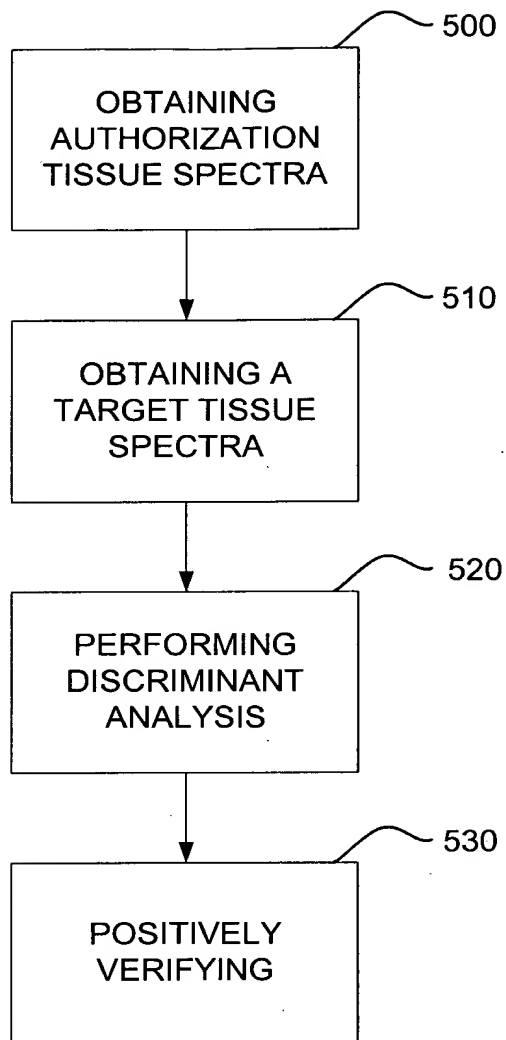 500
OBTAINING
AUTHORIZATION
TISSUE SPECTRA
510
OBTAINING A
TARGET TISSUE
SPECTRA
520
PERFORMING
DISCRIMINANT
ANALYSIS
530
POSITIVELY
VERIFYING